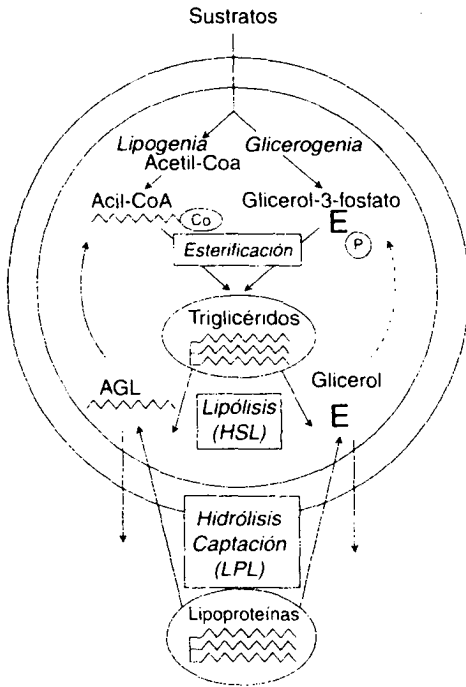 Sustratos
Lipogenia
Glicerogenia
Acetil-Coa
Acil-CoA
Co
Glicerol-3-fosfato
E
P
Esterificación
Triglicéridos
AGL
Glicerol
E
Lipólisis
(HSL)
Hidrólisis
Captación
(LPL)
Lipoproteínas